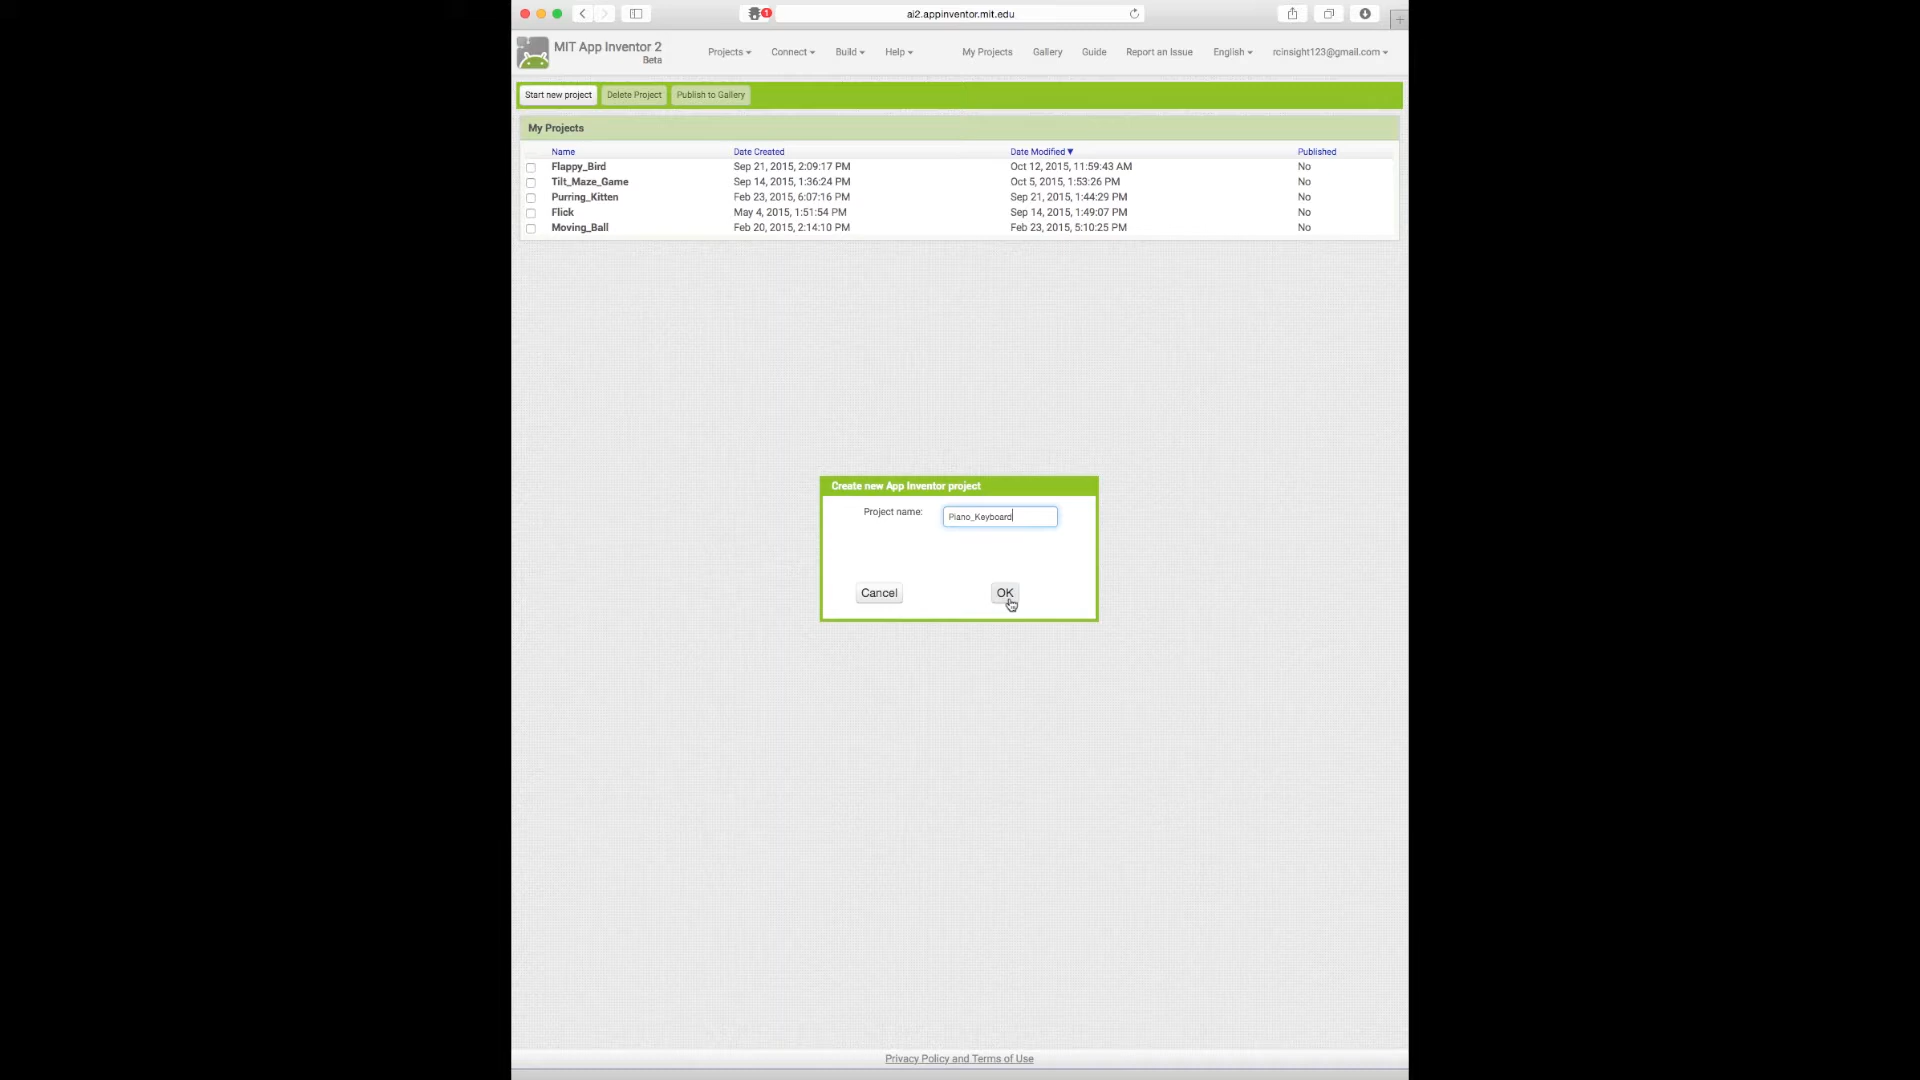 ai2.appinventor.mit.edu
1
MIT App Inventor 2
Beta
Projects Connect Build Help My Projects Gallery Guide Report an Issue English rcinsight123@gmail.com
Start new project Delete Project Publish to Gallery
My Projects
Name Date Created Date Modified Published
Flappy_Bird Sep 21, 2015, 2:09:17 PM Oct 12, 2015, 11:59:43 AM No
Tilt_Maze_Game Sep 14, 2015, 1:36:24 PM Oct 5, 2015, 1:53:26 PM No
Purring_Kitten Feb 23, 2015, 6:07:16 PM Sep 21, 2015, 1:44:29 PM No
Flick May 4, 2015, 1:51:54 PM Sep 14, 2015, 1:49:07 PM No
Moving_Ball Feb 20, 2015, 2:14:10 PM Feb 23, 2015, 5:10:25 PM No
Create new App Inventor project
Project name: Piano_Keyboard
Cancel OK
Privacy Policy and Terms of Use